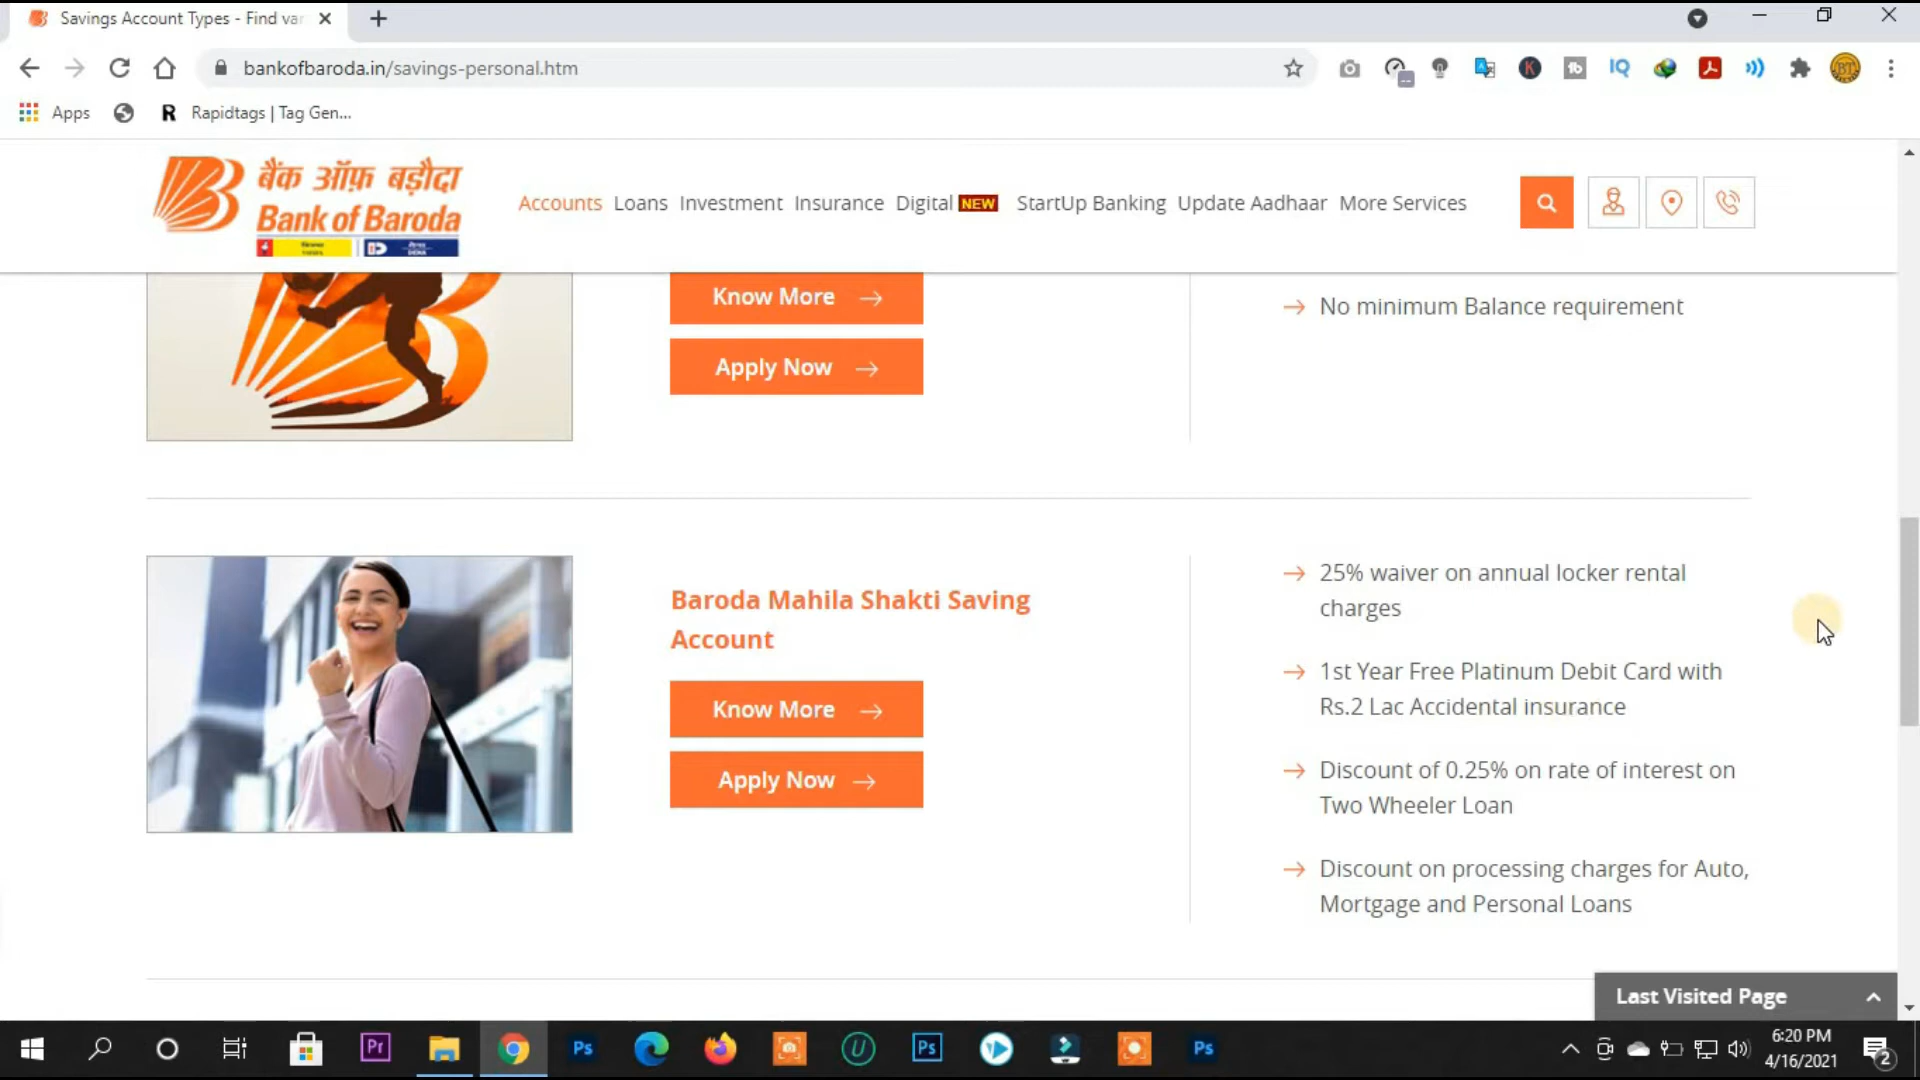 Savings Account Types - Find var
bankofbaroda.in/savings-personal.htm
Apps
Rapidtags | Tag Gen...
बैंक ऑफ़ बड़ौदा
Bank of Baroda
Accounts Loans Investment Insurance Digital NEW StartUp Banking Update Aadhaar More Services
Know More
Apply Now
No minimum Balance requirement
Baroda Mahila Shakti Saving
Account
Know More
Apply Now
25% waiver on annual locker rental
charges
1st Year Free Platinum Debit Card with
Rs.2 Lac Accidental insurance
Discount of 0.25% on rate of interest on
Two Wheeler Loan
Discount on processing charges for Auto,
Mortgage and Personal Loans
Last Visited Page
6:20 PM
4/16/2021
2